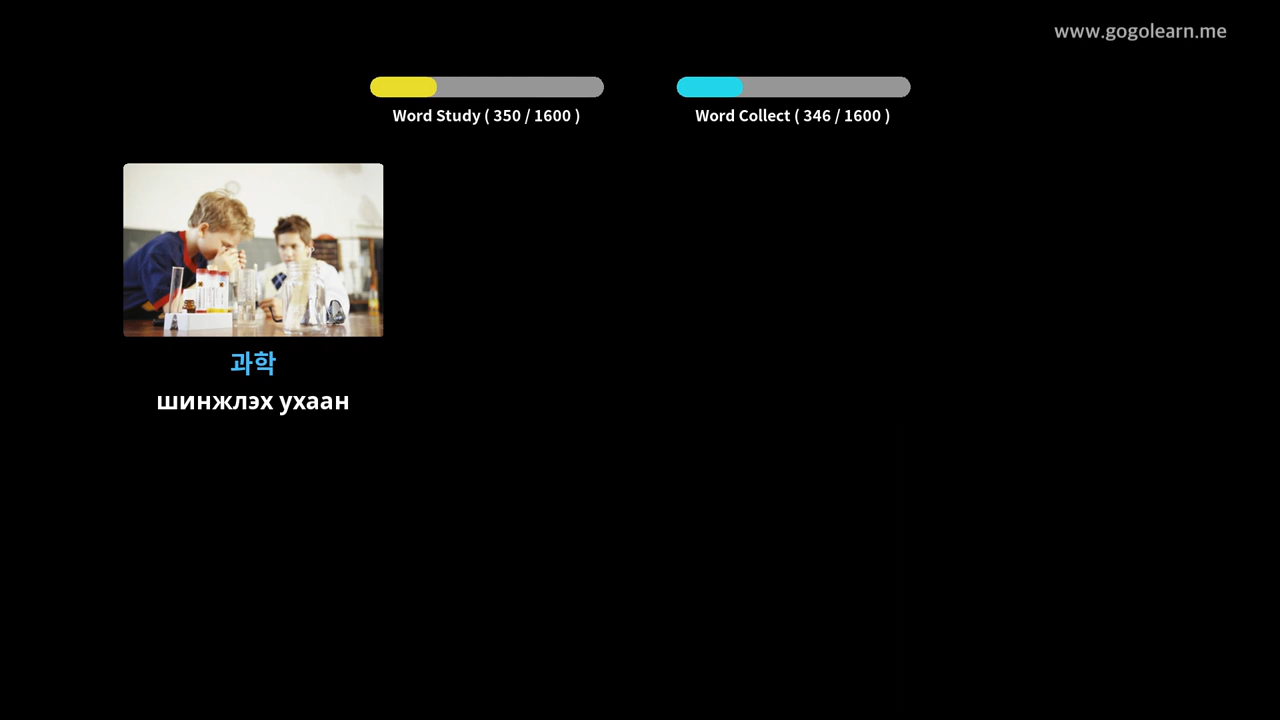 www.gogolearn.me
Word Study ( 350 / 1600 )
Word Collect ( 346 / 1600 )
과학
шинжлэх ухаан